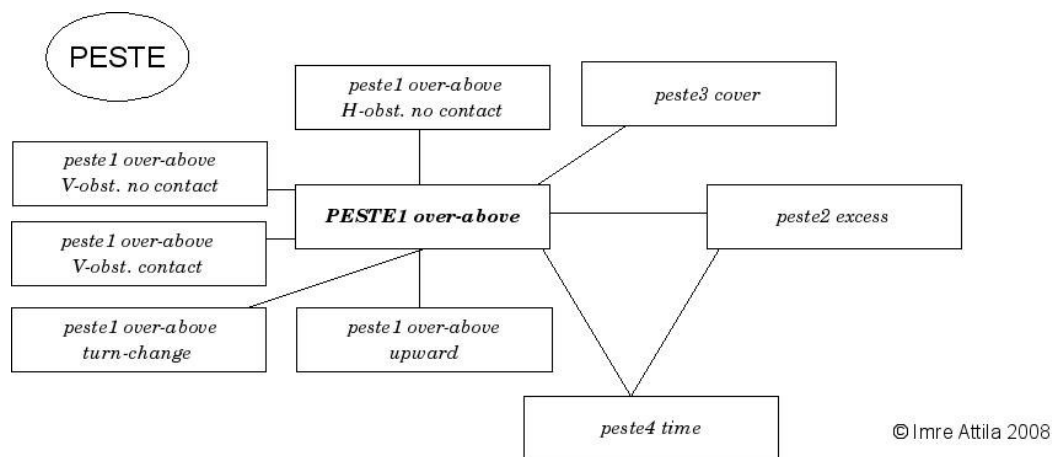 PESTE
peste1 over-above
H-obst. no contact
peste3 cover
peste1 over-above
V-obst. no contact
PESTE1 over-above
peste2 excess
peste1 over-above
V-obst. contact
peste1 over-above
turn-change
peste1 over-above
upward
peste4 time
© Imre Attila 2008